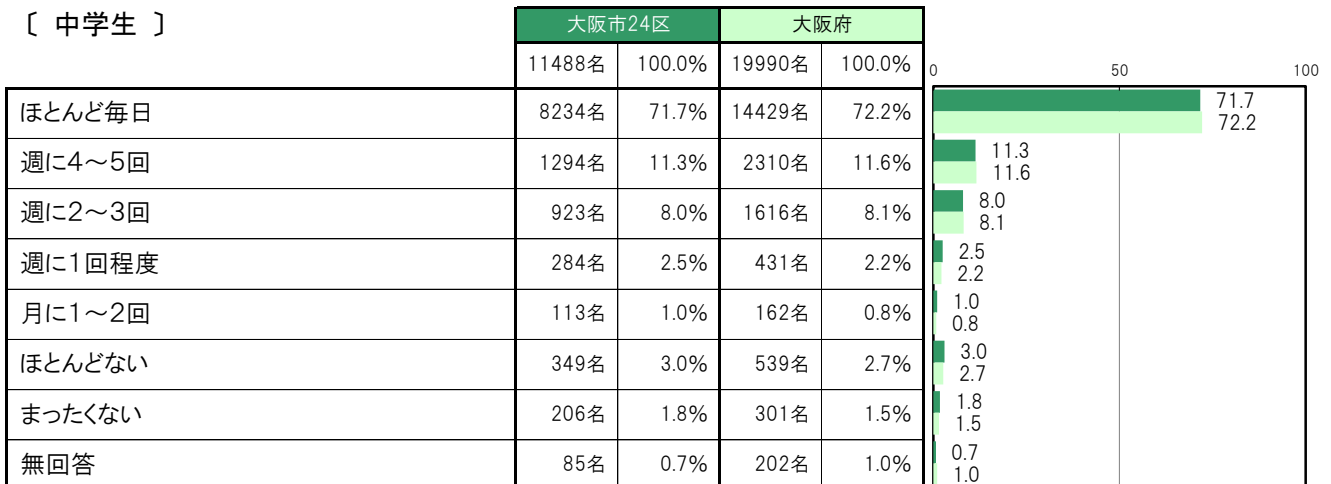 〔 中学生 〕
大阪市24区 大阪府
11488名 100.0% 19990名 100.0%
0 50 100
ほとんど毎日 8234名 71.7% 14429名 72.2% 71.7
72.2
週に4～5回 1294名 11.3% 2310名 11.6% 11.3
11.6
週に2～3回 923名 8.0% 1616名 8.1% 8.0
8.1
週に1回程度 284名 2.5% 431名 2.2% 2.5
2.2
月に1～2回 113名 1.0% 162名 0.8% 1.0
0.8
ほとんどない 349名 3.0% 539名 2.7% 3.0
2.7
まったくない 206名 1.8% 301名 1.5% 1.8
1.5
無回答 85名 0.7% 202名 1.0% 0.7
1.0